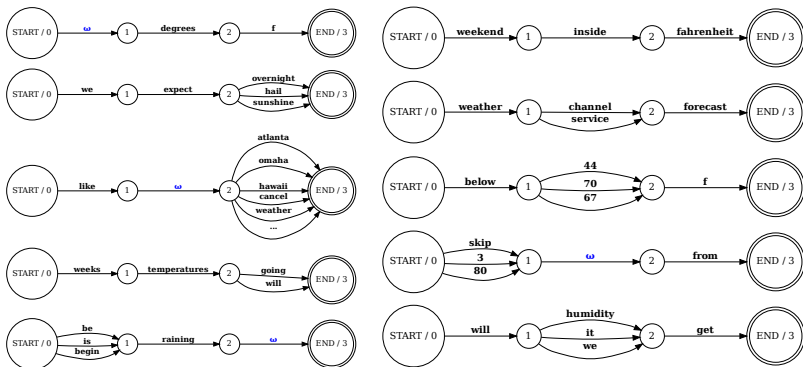 START / 0 ω 1 degrees 2 f END / 3
START / 0 we 1 expect 2 overnight hail sunshine END / 3
START / 0 like 1 ω 2 atlanta omaha hawaii cancel weather ... END / 3
START / 0 weeks 1 temperatures 2 going will END / 3
START / 0 be is begin 1 raining 2 ω END / 3
START / 0 weekend 1 inside 2 fahrenheit END / 3
START / 0 weather 1 channel service 2 forecast END / 3
START / 0 below 1 44 70 67 2 f END / 3
START / 0 skip 3 80 1 ω 2 from END / 3
START / 0 will 1 humidity it we 2 get END / 3